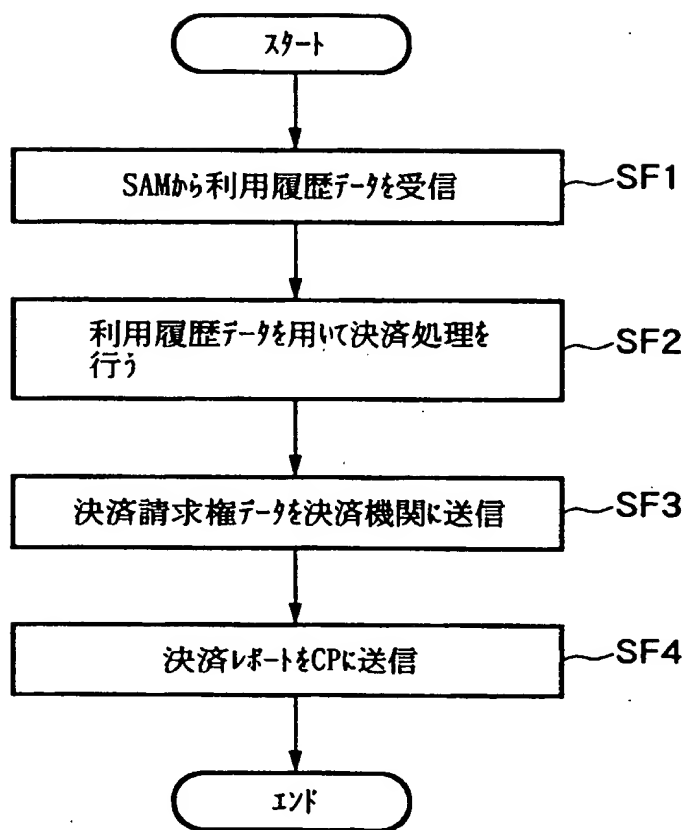 スタート
SAMから利用履歴データを受信
SF1
利用履歴データを用いて決済処理を
行う
SF2
決済請求権データを決済機関に送信
SF3
決済レポートをCPに送信
SF4
エンド